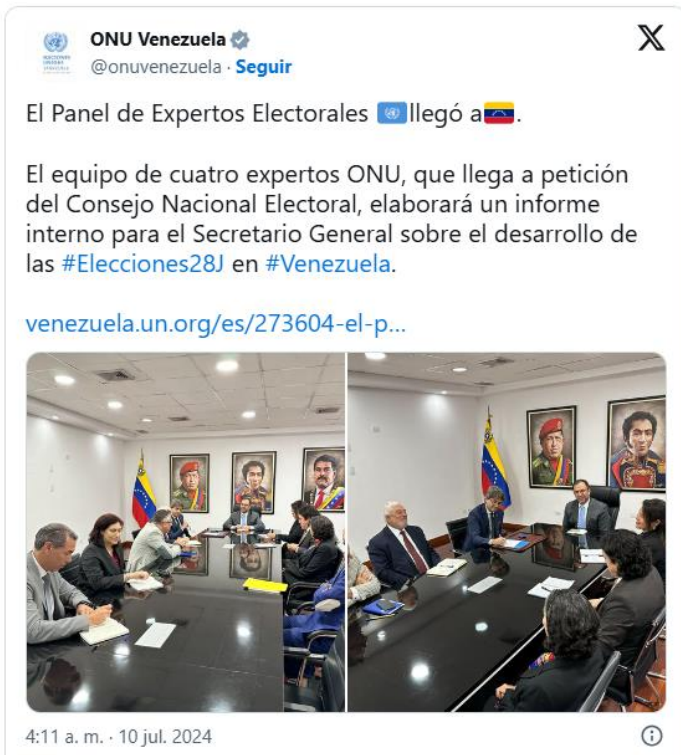 ONU Venezuela
@onuvenezuela · Seguir
El Panel de Expertos Electorales llegó a.
El equipo de cuatro expertos ONU, que llega a petición
del Consejo Nacional Electoral, elaborará un informe
interno para el Secretario General sobre el desarrollo de
las #Elecciones28J en #Venezuela.
venezuela.un.org/es/273604-el-p...
4:11 a. m. · 10 jul. 2024